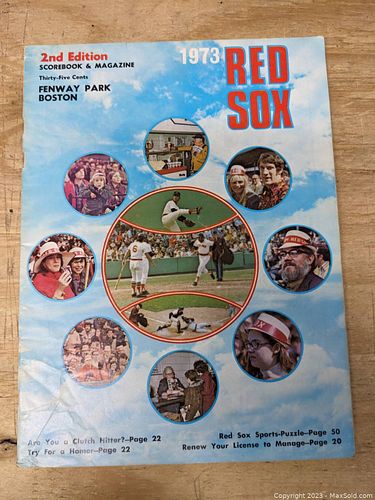 2nd Edition
SCOREBOOK & MAGAZINE
Thirty-Five Cents
FENWAY PARK
BOSTON
1973 RED
SOX
Are You a Clutch Hitter?–Page 22
Try For a Homer–Page 22
Red Sox Sports-Puzzle–Page 50
Renew Your License to Manage–Page 20
Copyright 2023 - MaxSold.com